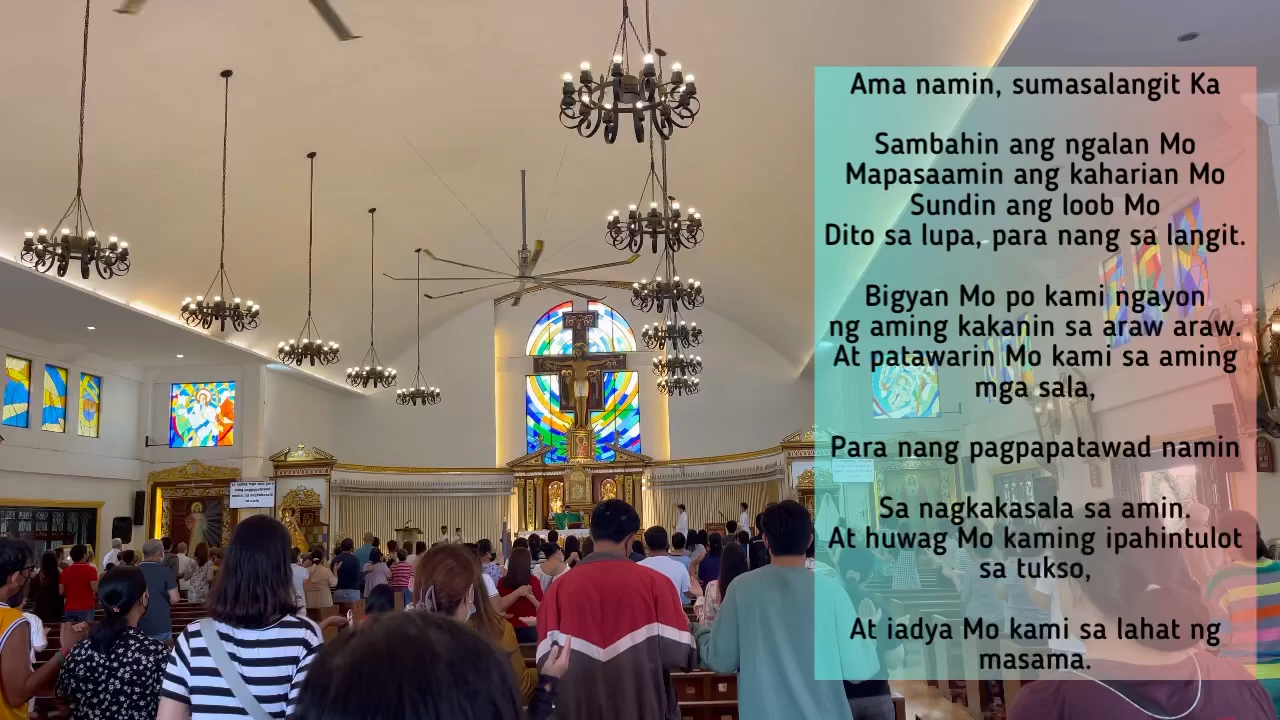 Ama namin, sumasalangit Ka
Sambahin ang ngalan Mo
Mapasaamin ang kaharian Mo
Sundin ang loob Mo
Dito sa lupa, para nang sa langit.
Bigyan Mo po kami ngayon
ng aming kakanin sa araw araw.
At patawarin Mo kami sa aming
mga sala,
Para nang pagpapatawad namin
Sa nagkakasala sa amin.
At huwag Mo kaming ipahintulot
sa tukso,
At iadya Mo kami sa lahat ng
masama.